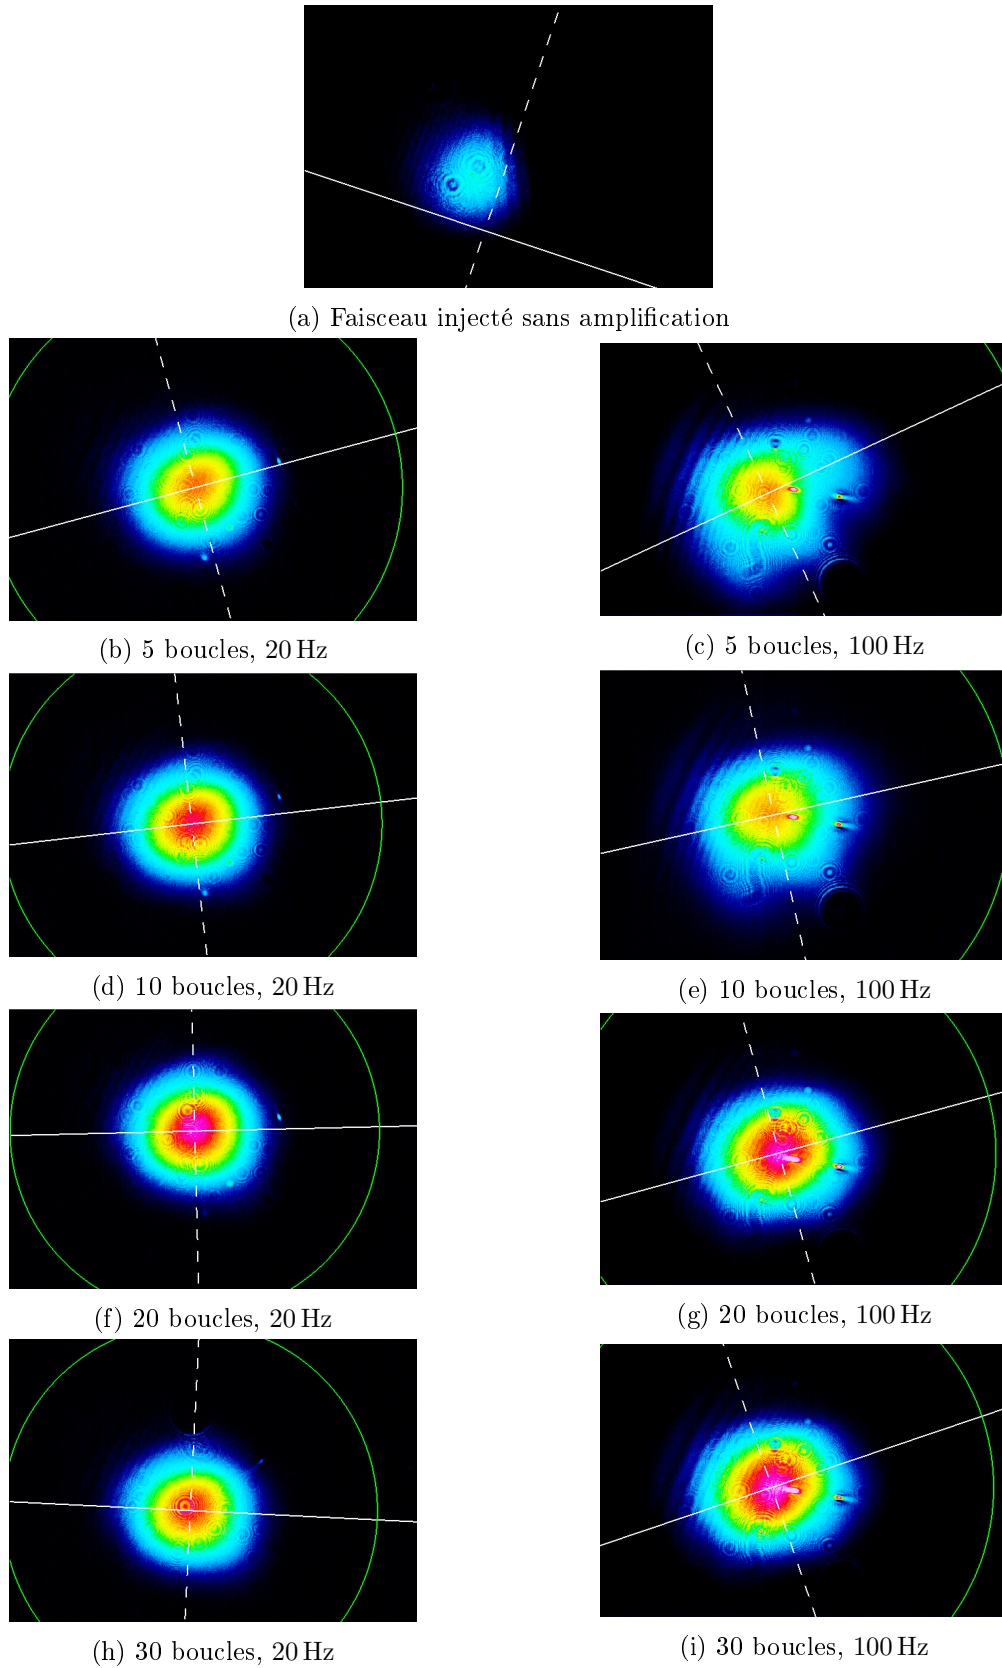 (a) Faisceau injecté sans amplification
(b) 5 boucles, 20 Hz
(c) 5 boucles, 100 Hz
(d) 10 boucles, 20 Hz
(e) 10 boucles, 100 Hz
(f) 20 boucles, 20 Hz
(g) 20 boucles, 100 Hz
(h) 30 boucles, 20 Hz
(i) 30 boucles, 100 Hz